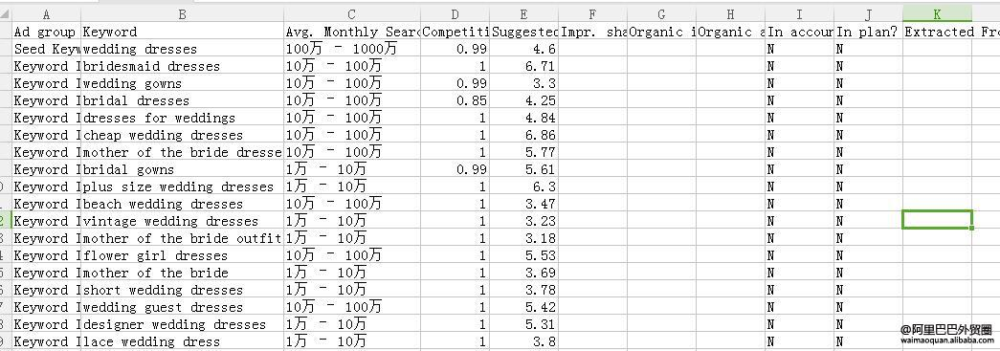 A B C D E F G H I J K
Ad group Keyword Avg. Monthly Sear Competiti Suggested Impr. sha Organic i Organic a In accour In plan? Extracted Fr
Seed Keyw wedding dresses 100万 － 1000万 0.99 4.6 N N
Keyword I bridesmaid dresses 10万 － 100万 1 6.71 N N
Keyword I wedding gowns 10万 － 100万 0.99 3.3 N N
Keyword I bridal dresses 10万 － 100万 0.85 4.25 N N
Keyword I dresses for weddings 10万 － 100万 1 4.84 N N
Keyword I cheap wedding dresses 10万 － 100万 1 6.86 N N
Keyword I mother of the bride dresse 10万 － 100万 1 5.77 N N
Keyword I bridal gowns 1万 － 10万 0.99 5.61 N N
Keyword I plus size wedding dresses 1万 － 10万 1 6.3 N N
Keyword I beach wedding dresses 10万 － 100万 1 3.47 N N
Keyword I vintage wedding dresses 1万 － 10万 1 3.23 N N
Keyword I mother of the bride outfit 1万 － 10万 1 3.18 N N
Keyword I flower girl dresses 10万 － 100万 1 5.53 N N
Keyword I mother of the bride 1万 － 10万 1 3.69 N N
Keyword I short wedding dresses 1万 － 10万 1 3.78 N N
Keyword I wedding guest dresses 10万 － 100万 1 5.42 N N
Keyword I designer wedding dresses 1万 － 10万 1 5.31 N N
Keyword I lace wedding dress 1万 － 10万 1 3.8 N N
@阿里巴巴外贸圈
waimaoquan.alibaba.com